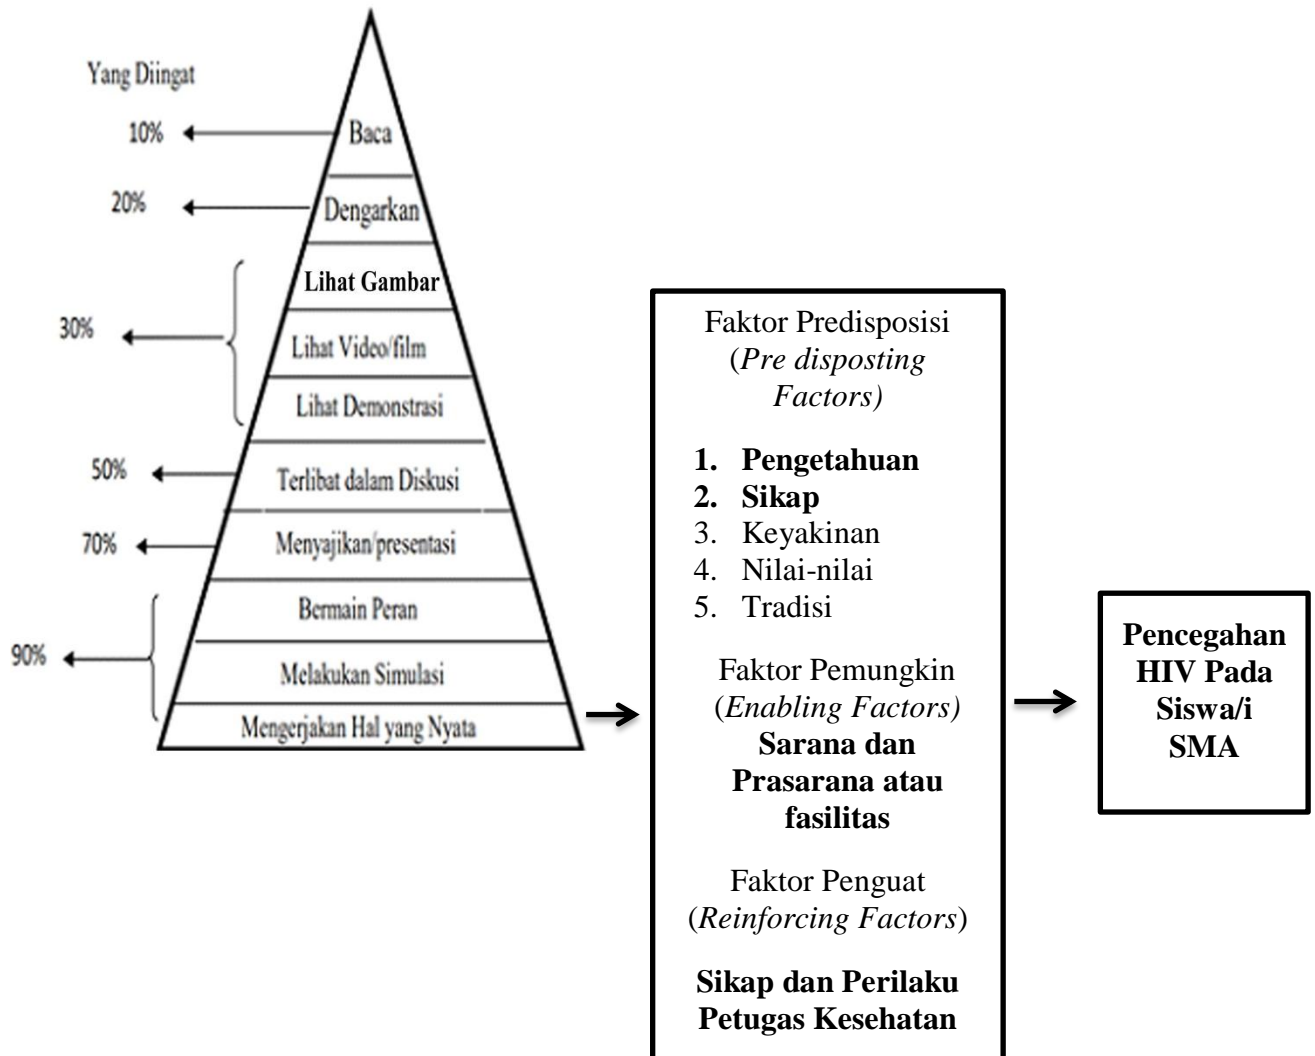 Yang Diingat
10%
Baca
20%
Dengarkan
Lihat Gambar
30%
Lihat Video/film
Lihat Demonstrasi
50%
Terlibat dalam Diskusi
70%
Menyajikan/presentasi
Bermain Peran
90%
Melakukan Simulasi
Mengerjakan Hal yang Nyata
Faktor Predisposisi
(Pre disposting
Factors)
1. Pengetahuan
2. Sikap
3. Keyakinan
4. Nilai-nilai
5. Tradisi
Faktor Pemungkin
(Enabling Factors)
Sarana dan
Prasarana atau
fasilitas
Faktor Penguat
(Reinforcing Factors)
Sikap dan Perilaku
Petugas Kesehatan
Pencegahan
HIV Pada
Siswa/i
SMA